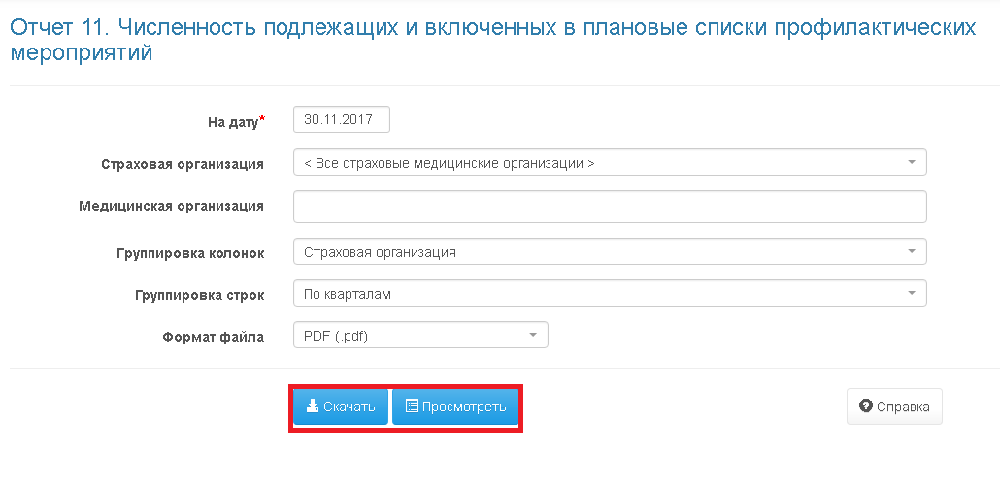 Отчет 11. Численность подлежащих и включенных в плановые списки профилактических
мероприятий
На дату* 30.11.2017
Страховая организация < Все страховые медицинские организации >
Медицинская организация
Группировка колонок Страховая организация
Группировка строк По кварталам
Формат файла PDF (.pdf)
Скачать Просмотреть Справка